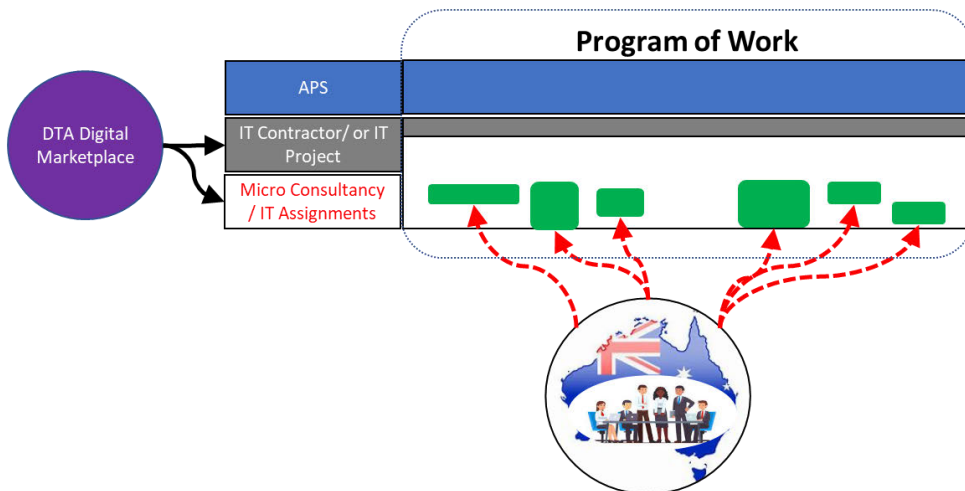 Program of Work
APS
DTA Digital
Marketplace
IT Contractor/ or IT
Project
Micro Consultancy
/ IT Assignments